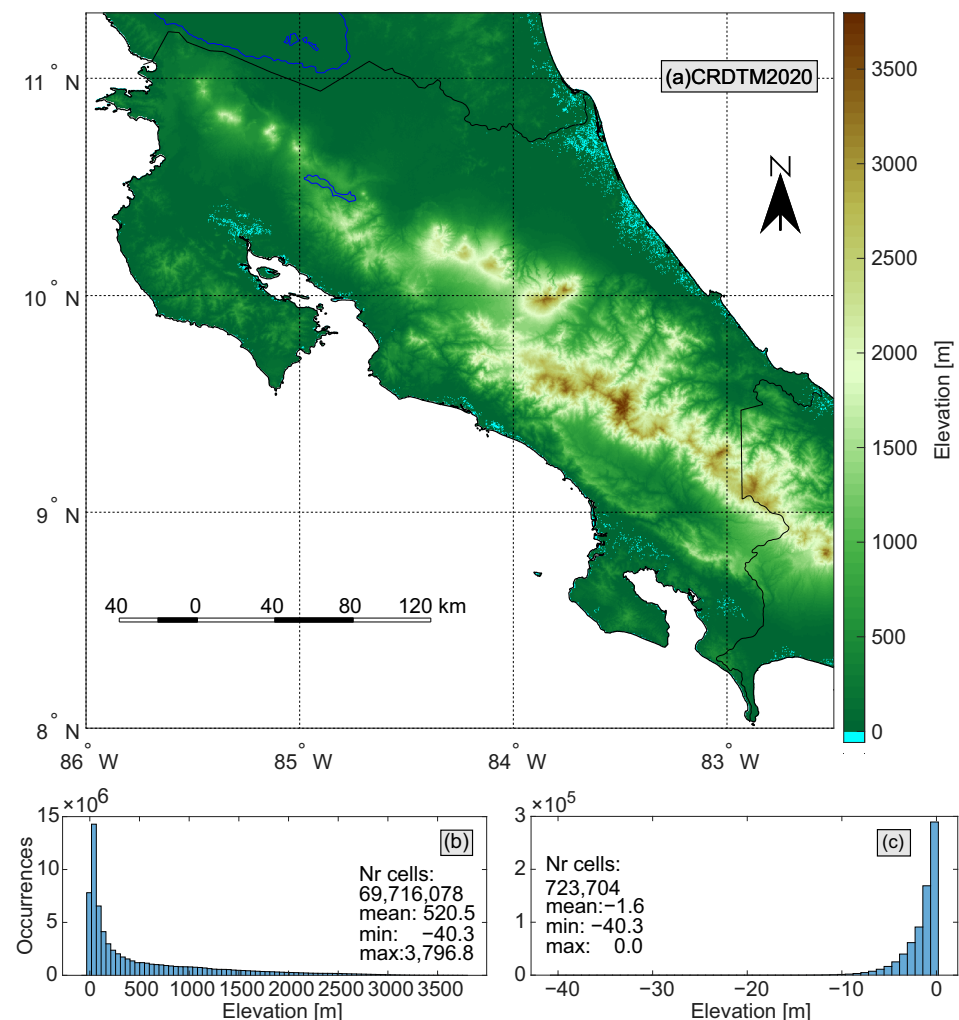 (a)CRDTM2020
N
11° N
10° N
9° N
8° N
86° W
85° W
84° W
83° W
40 0 40 80 120 km
3500
3000
2500
2000
1500
1000
500
0
Elevation [m]
×10^6
15
10
5
0
Occurrences
(b)
Nr cells:
69,716,078
mean: 520.5
min: −40.3
max:3,796.8
0 500 1000 1500 2000 2500 3000 3500
Elevation [m]
×10^5
3
2
1
0
(c)
Nr cells:
723,704
mean:−1.6
min: −40.3
max: 0.0
−40 −30 −20 −10 0
Elevation [m]